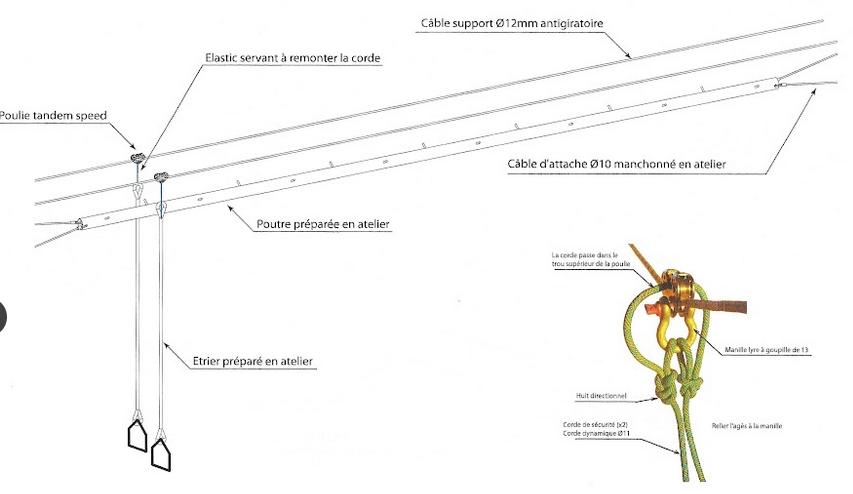 Câble support Ø12mm antigiratoire
Elastic servant à remonter la corde
Poulie tandem speed
Câble d'attache Ø10 manchonné en atelier
Poutre préparée en atelier
La corde passe dans le
trou supérieur de la poulie
Etrier préparé en atelier
Manille lyre à goupille de 13
Huit directionnel
Corde de sécurité (x2)
Corde dynamique Ø11
Relier l'agès à la manille